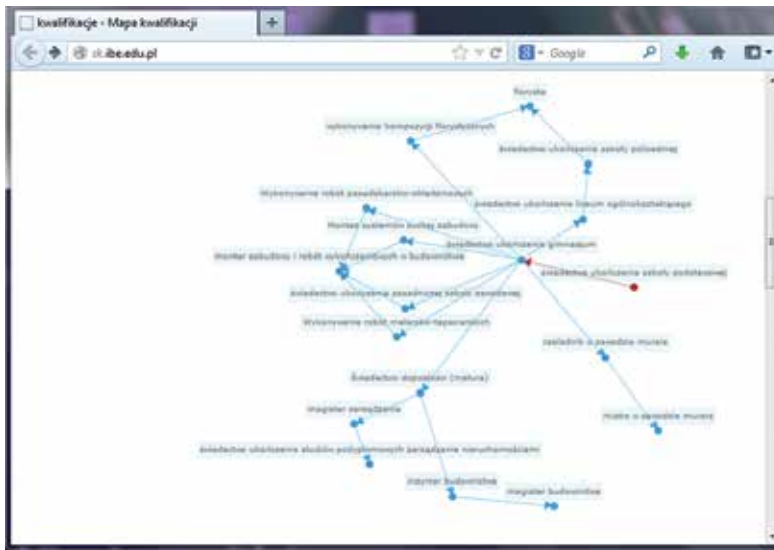 kwalifikacje - Mapa kwalifikacji
sk.ibe.edu.pl
Google
florysta
wykonywanie kompozycji florystycznych
świadectwo ukończenia szkoły policealnej
Wykonywanie robót posadzkarsko-okładzinowych
świadectwo ukończenia liceum ogólnokształcącego
Montaż systemów suchej zabudowy
świadectwo ukończenia gimnazjum
monter zabudowy i robót wykończeniowych w budownictwie
świadectwo ukończenia szkoły podstawowej
świadectwo ukończenia zasadniczej szkoły zawodowej
Wykonywanie robót malarsko-tapeciarskich
czeladnik w zawodzie murarz
Świadectwo dojrzałości (matura)
magister zarządzania
mistrz w zawodzie murarz
świadectwo ukończenia studiów podyplomowych zarządzanie nieruchomościami
inżynier budownictwa
magister budownictwa